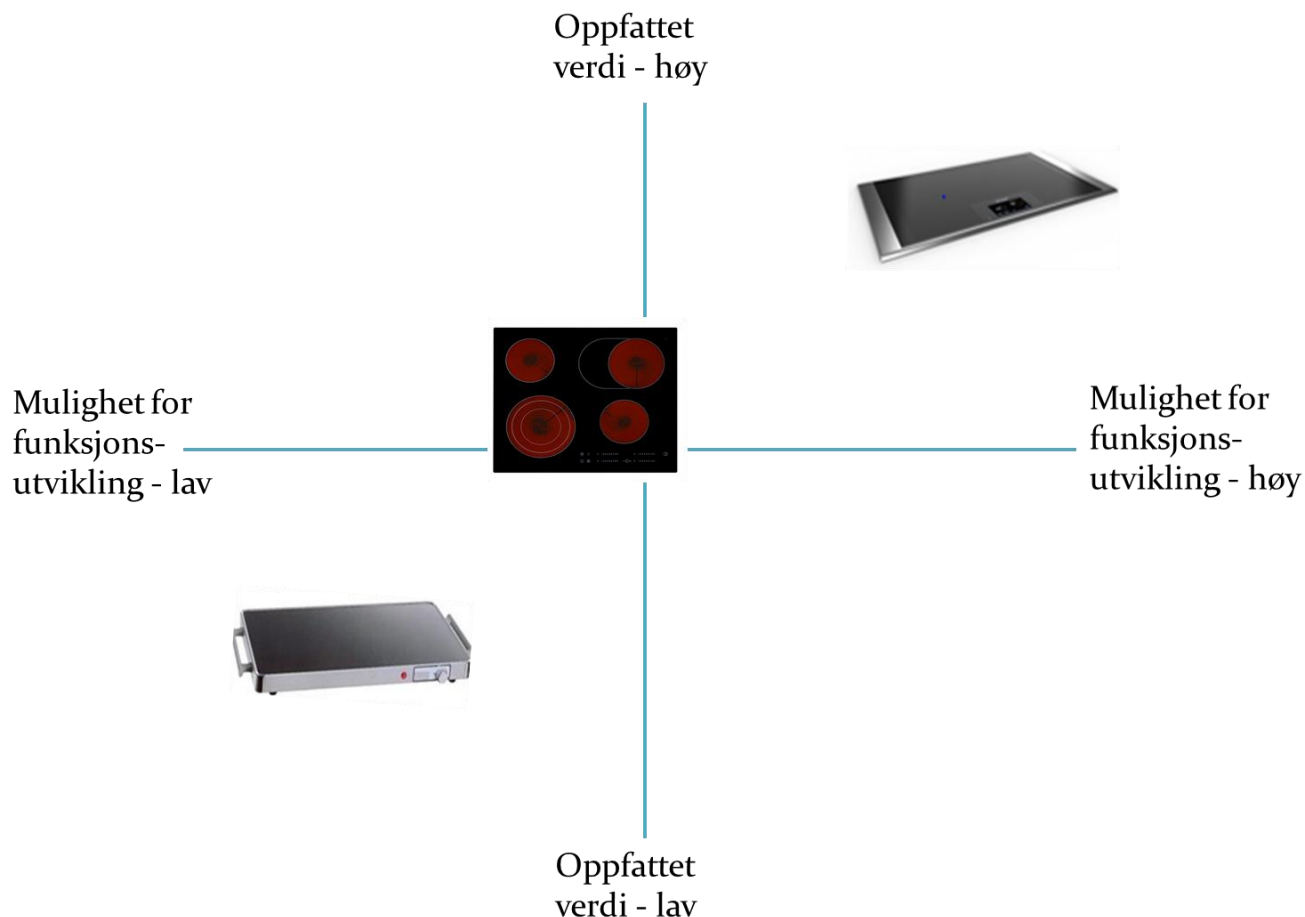 Oppfattet
verdi - høy
Mulighet for
funksjons-
utvikling - lav
Mulighet for
funksjons-
utvikling - høy
Oppfattet
verdi - lav